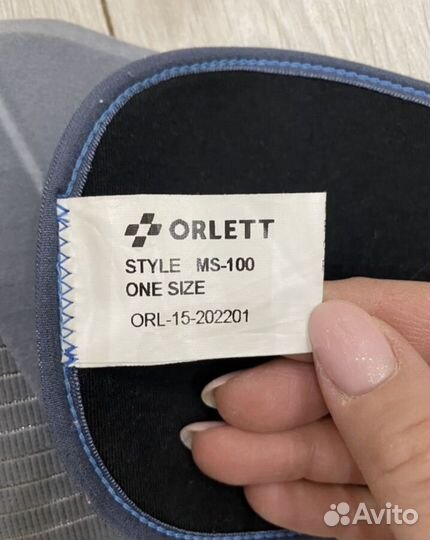 ORLETT
STYLE MS-100
ONE SIZE
ORL-15-202201
Avito